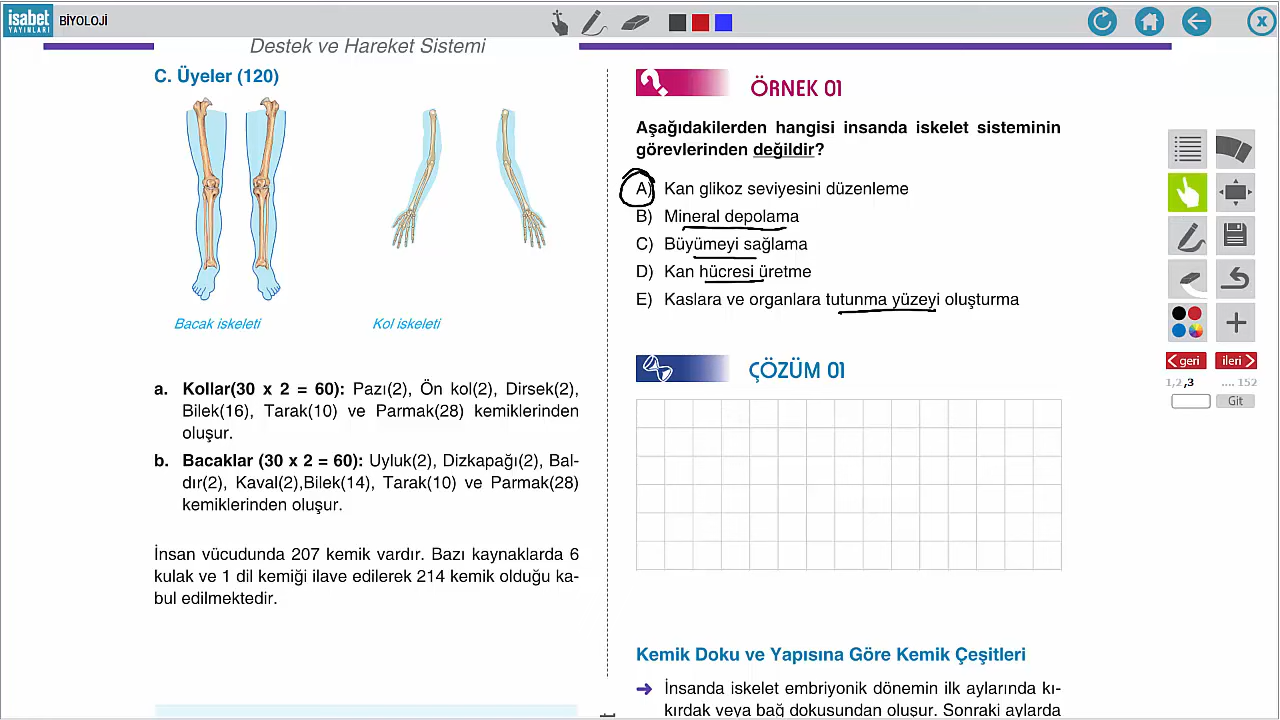 isabet
YAYINLARI
BİYOLOJİ
X
Destek ve Hareket Sistemi
C. Üyeler (120)
Bacak iskeleti
Kol iskeleti
a. Kollar(30 x 2 = 60): Pazı(2), Ön kol(2), Dirsek(2),
Bilek(16), Tarak(10) ve Parmak(28) kemiklerinden
oluşur.
b. Bacaklar (30 x 2 = 60): Uyluk(2), Dizkapağı(2), Bal-
dır(2), Kaval(2),Bilek(14), Tarak(10) ve Parmak(28)
kemiklerinden oluşur.
İnsan vücudunda 207 kemik vardır. Bazı kaynaklarda 6
kulak ve 1 dil kemiği ilave edilerek 214 kemik olduğu ka-
bul edilmektedir.
ÖRNEK 01
Aşağıdakilerden hangisi insanda iskelet sisteminin
görevlerinden değildir?
A) Kan glikoz seviyesini düzenleme
B) Mineral depolama
C) Büyümeyi sağlama
D) Kan hücresi üretme
E) Kaslara ve organlara tutunma yüzeyi oluşturma
ÇÖZÜM 01
Kemik Doku ve Yapısına Göre Kemik Çeşitleri
➔ İnsanda iskelet embriyonik dönemin ilk aylarında kı-
kırdak veya bağ dokusundan oluşur. Sonraki aylarda
geri
ileri
1,2,3 .... 152
Git